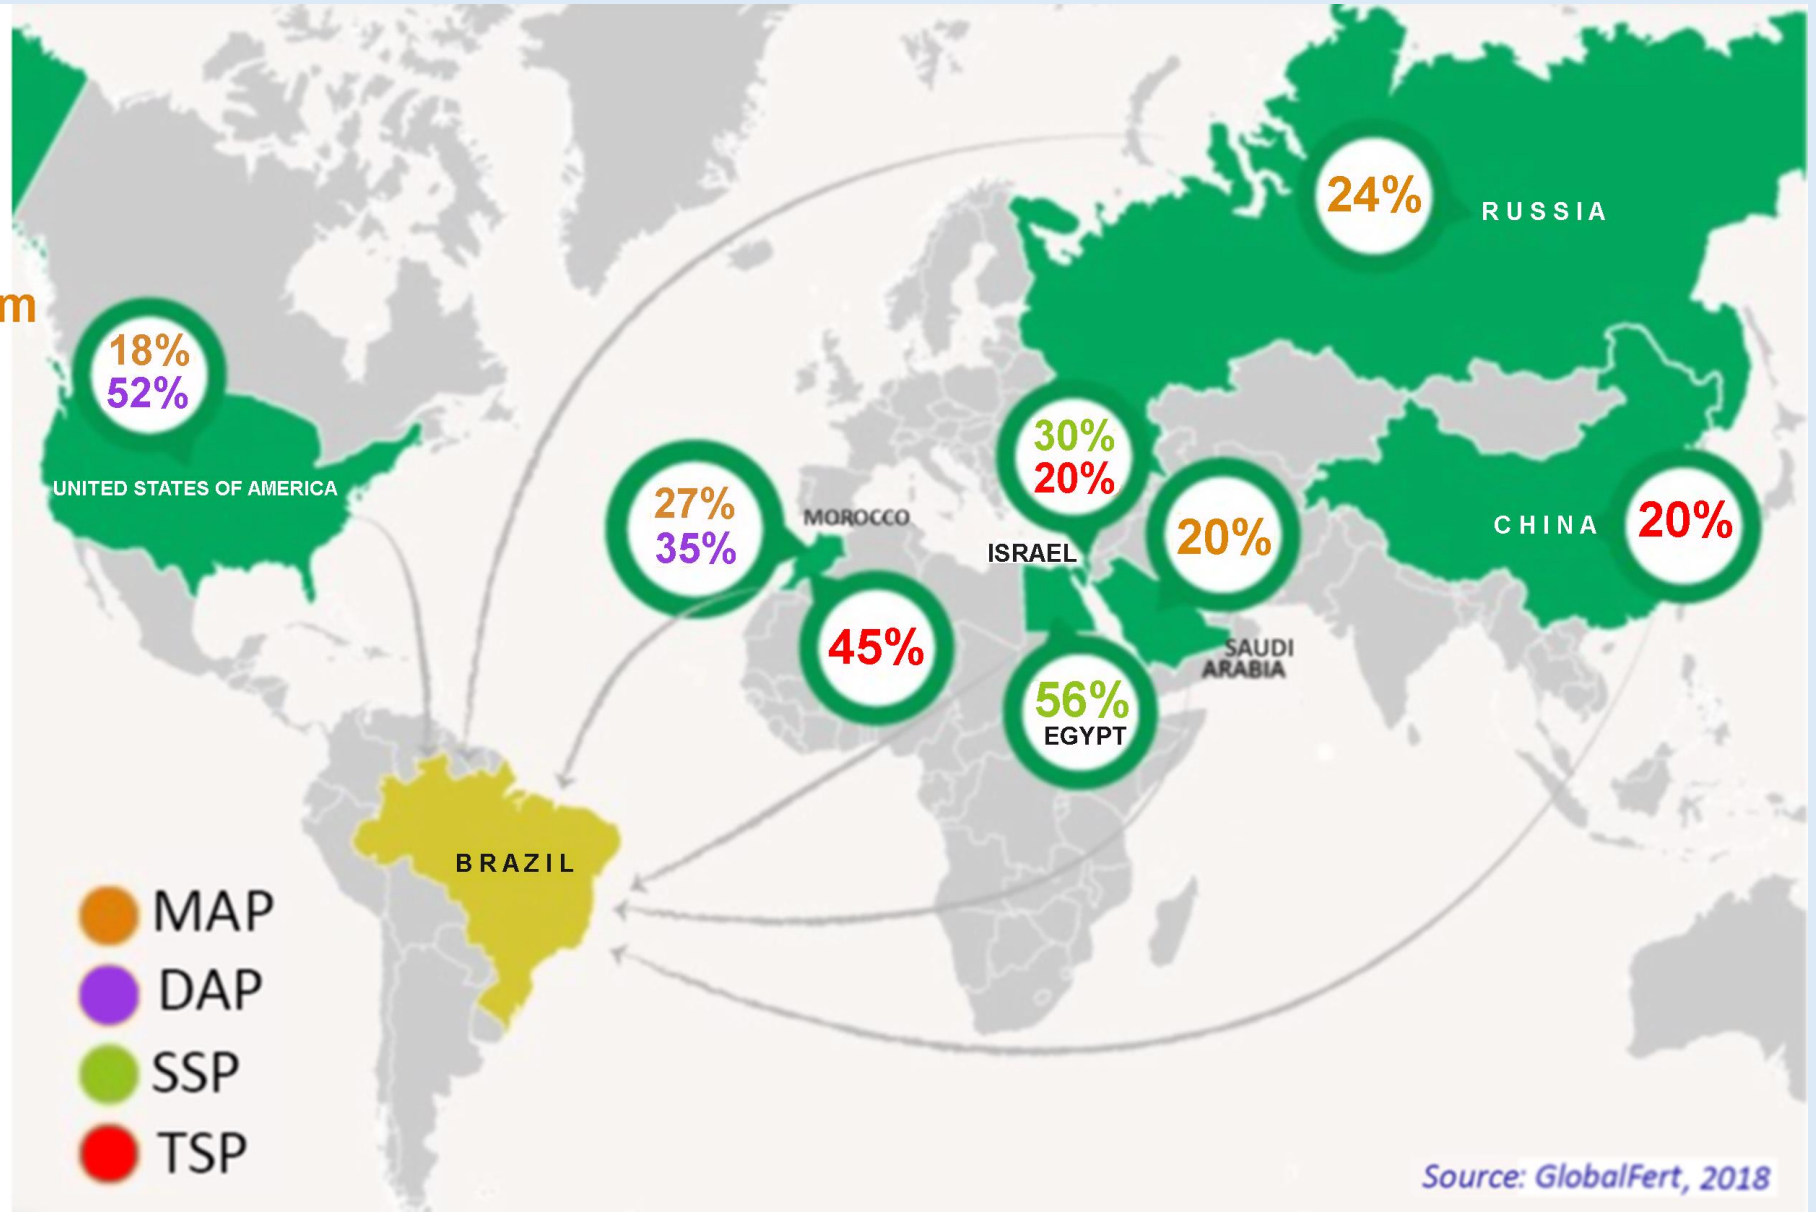 m
24%
RUSSIA
18%
52%
UNITED STATES OF AMERICA
27%
35%
MOROCCO
45%
30%
20%
ISRAEL
20%
SAUDI
ARABIA
CHINA
20%
56%
EGYPT
BRAZIL
MAP
DAP
SSP
TSP
Source: GlobalFert, 2018